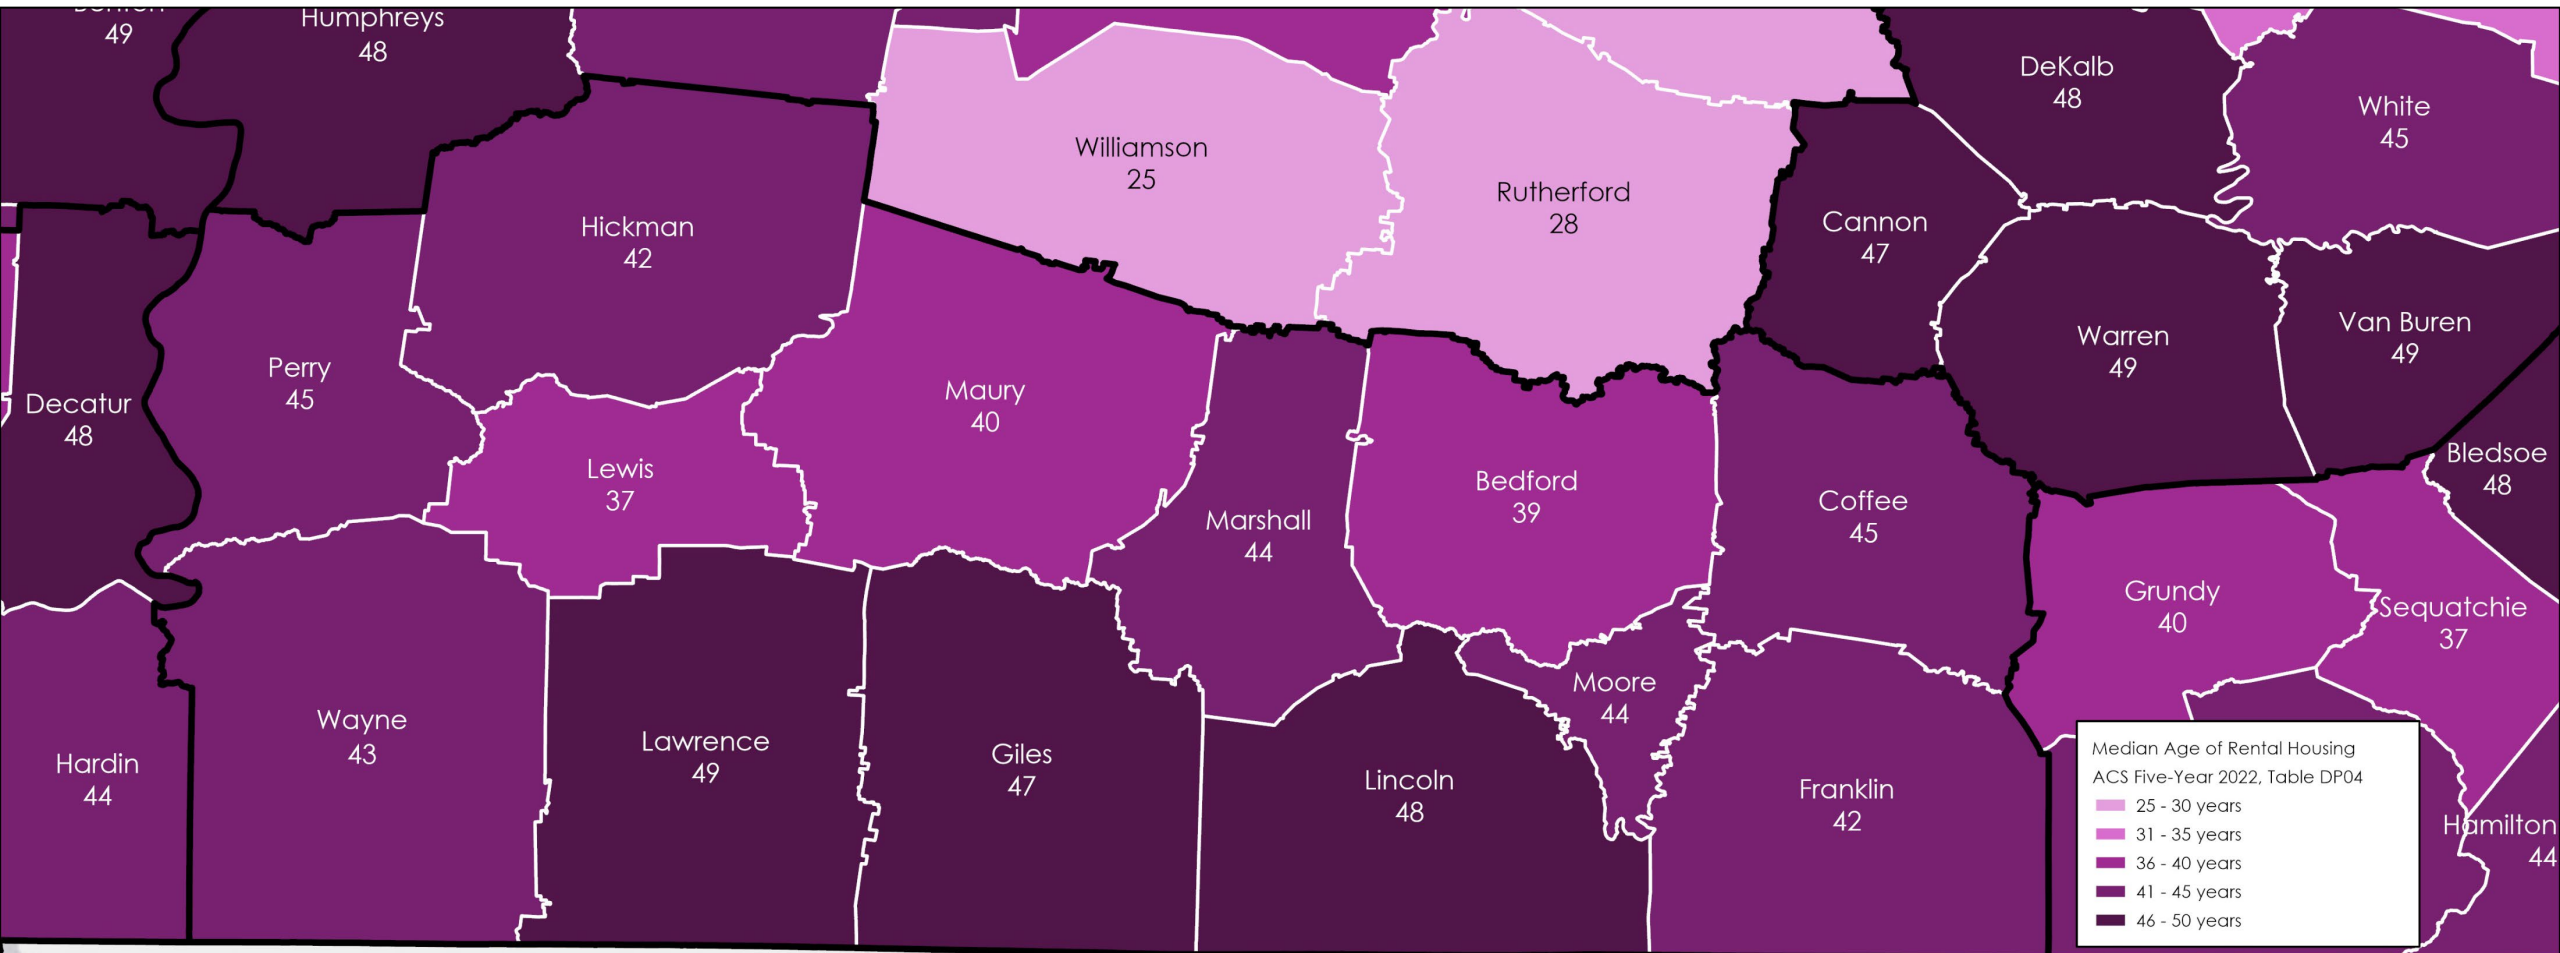 49
Humphreys
48
DeKalb
48
White
45
Williamson
25
Rutherford
28
Hickman
42
Cannon
47
Warren
49
Van Buren
49
Perry
45
Decatur
48
Maury
40
Lewis
37
Bledsoe
48
Bedford
39
Coffee
45
Marshall
44
Grundy
40
Sequatchie
37
Moore
44
Wayne
43
Lawrence
49
Giles
47
Hardin
44
Lincoln
48
Franklin
42
Hamilton
44
Median Age of Rental Housing
ACS Five-Year 2022, Table DP04
25 - 30 years
31 - 35 years
36 - 40 years
41 - 45 years
46 - 50 years